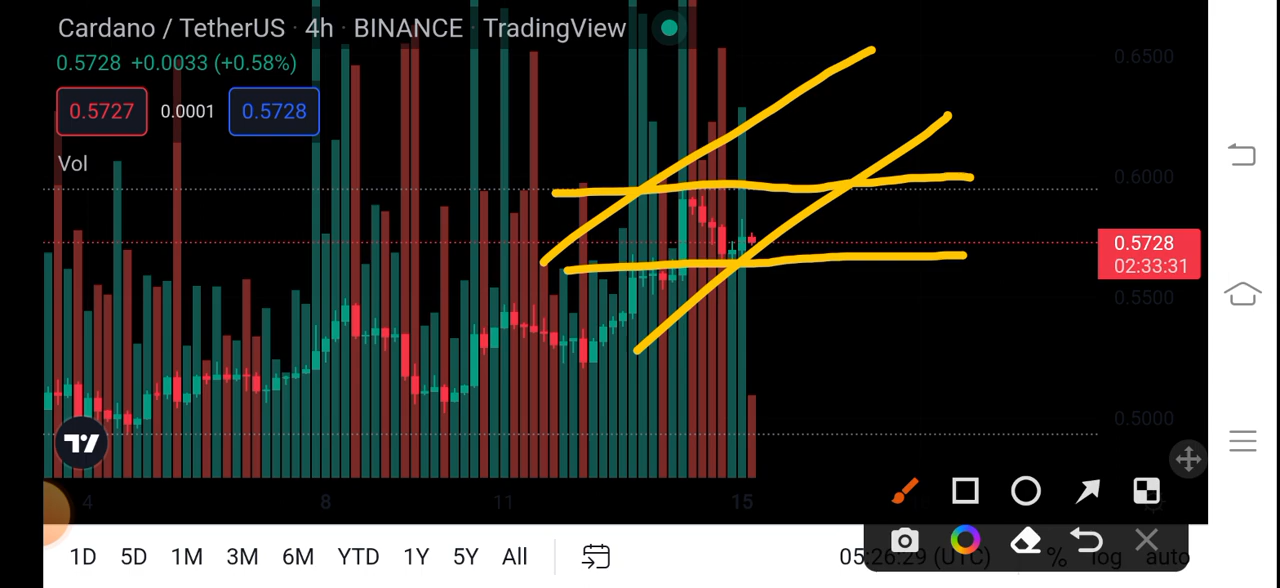 Cardano / TetherUS · 4h · BINANCE · TradingView
0.5728 +0.0033 (+0.58%)
0.5727 0.0001 0.5728
Vol
0.6500
0.6000
0.5728
02:33:31
0.5500
0.5000
4 8 11 15
1D 5D 1M 3M 6M YTD 1Y 5Y All 05:26:29 (UTC) % log auto